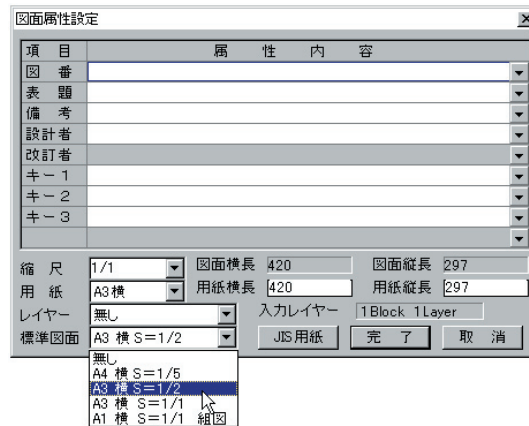 図面属性設定
項 目 属 性 内 容
図 番
表 題
備 考
設計者
改訂者
キー1
キー2
キー3
縮 尺 1/1 図面横長 420 図面縦長 297
用 紙 A3横 用紙横長 420 用紙縦長 297
レイヤー 無し 入力レイヤー 1Block 1Layer
標準図面 A3 横 S=1/2 JIS用紙 完 了 取 消
無し
A4 横 S=1/5
A3 横 S=1/2
A3 横 S=1/1
A1 横 S=1/1 組図